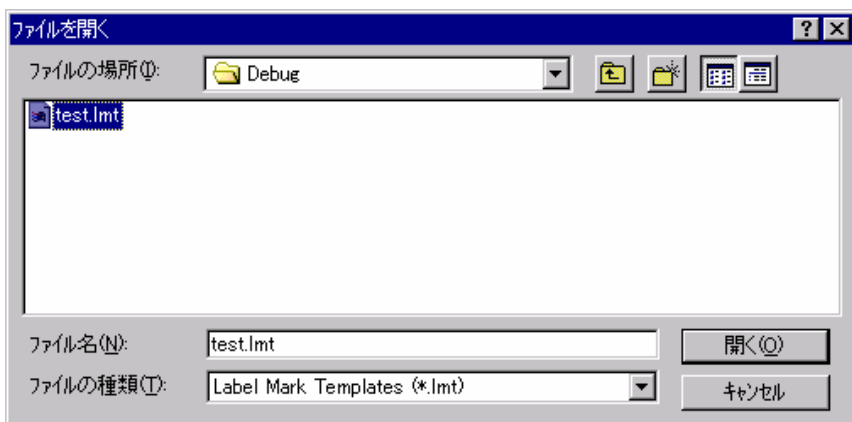 ファイルを開く
ファイルの場所(I): Debug
test.lmt
ファイル名(N): test.lmt 開く(O)
ファイルの種類(T): Label Mark Templates (*.lmt) キャンセル